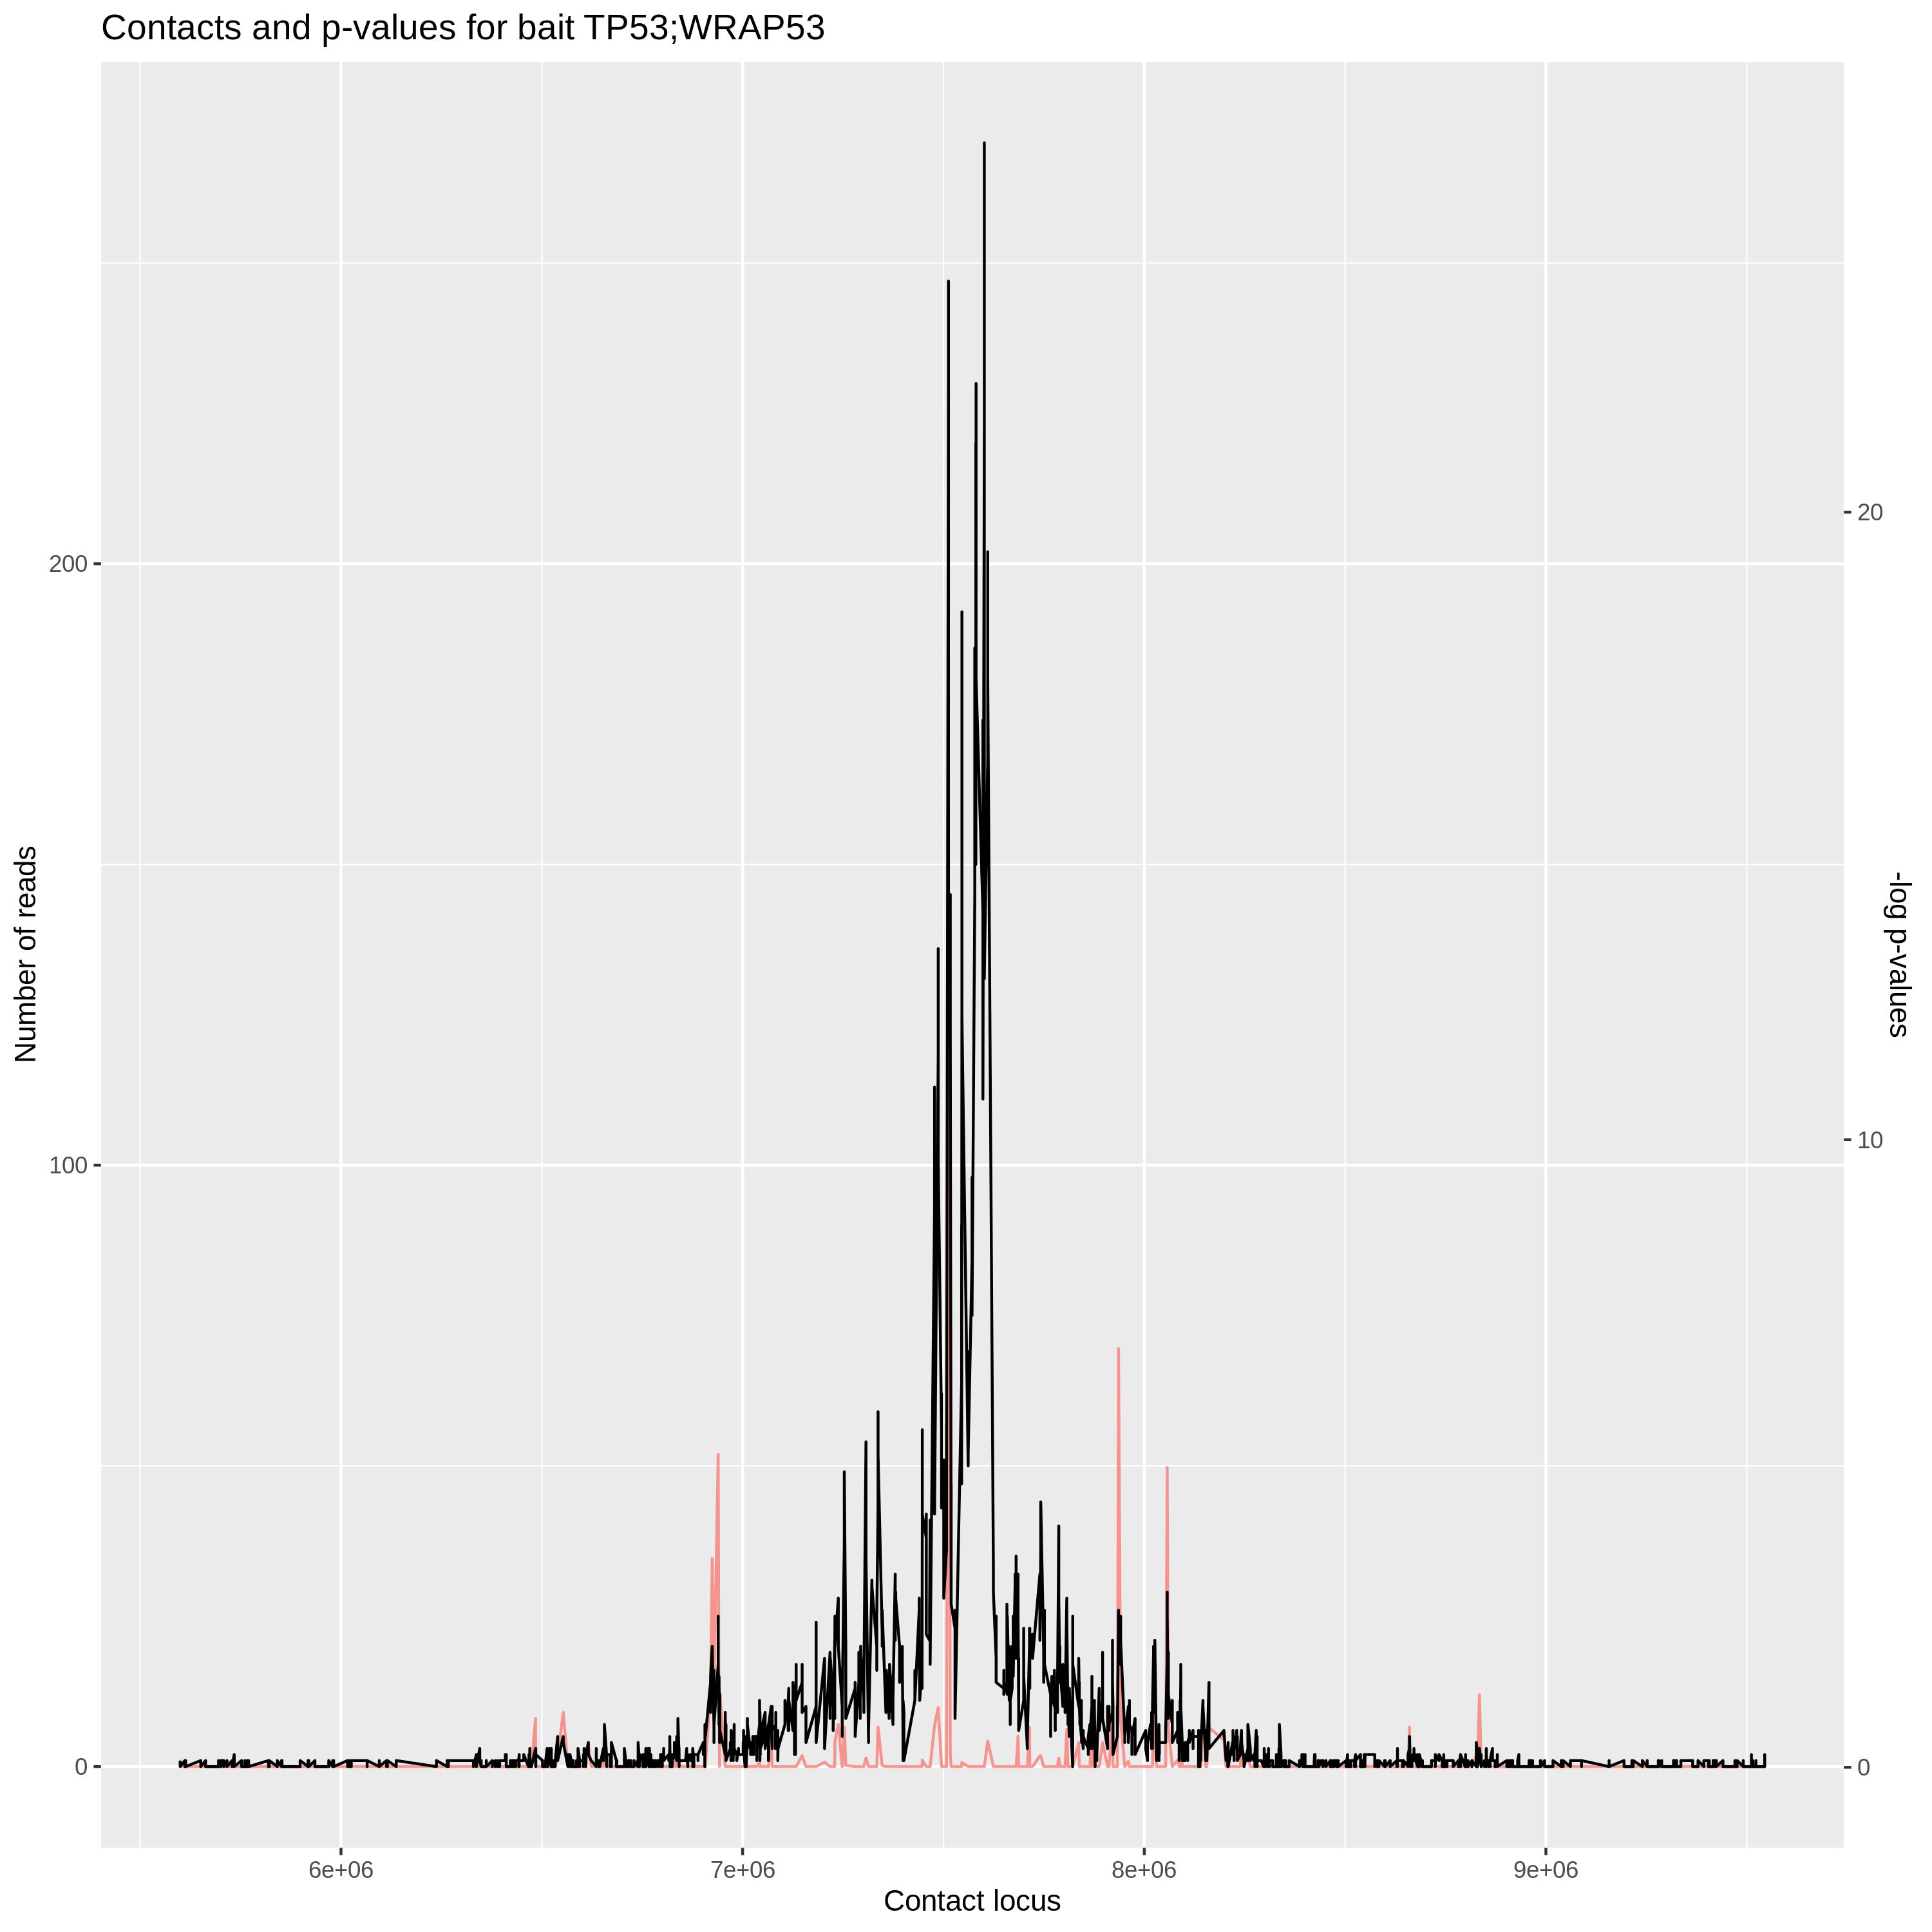 Contacts and p-values for bait TP53;WRAP53
Number of reads
200
100
0
20
10
0
-log p-values
6e+06
7e+06
8e+06
9e+06
Contact locus